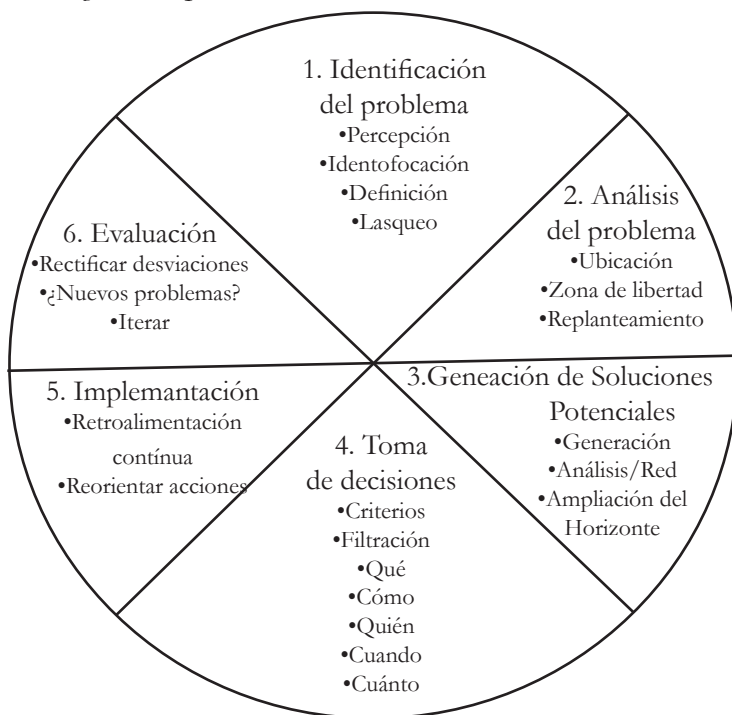 1. Identificación
del problema
•Percepción
•Identofocación
•Definición
•Lasqueo
2. Análisis
del problema
•Ubicación
•Zona de libertad
•Replanteamiento
3.Geneación de Soluciones
Potenciales
•Generación
•Análisis/Red
•Ampliación del
Horizonte
4. Toma
de decisiones
•Criterios
•Filtración
•Qué
•Cómo
•Quién
•Cuando
•Cuánto
5. Implemantación
•Retroalimentación
contínua
•Reorientar acciones
6. Evaluación
•Rectificar desviaciones
•¿Nuevos problemas?
•Iterar